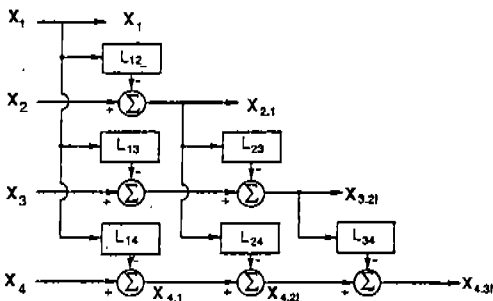 X₁ X₁
L₁₂
-
X₂ + Σ X₂.₁
L₁₃ L₂₃
- -
X₃ + Σ + Σ X₃.₂!
L₁₄ L₂₄ L₃₄
- - -
X₄ + Σ X₄.₁ + Σ X₄.₂! + Σ X₄.₃!